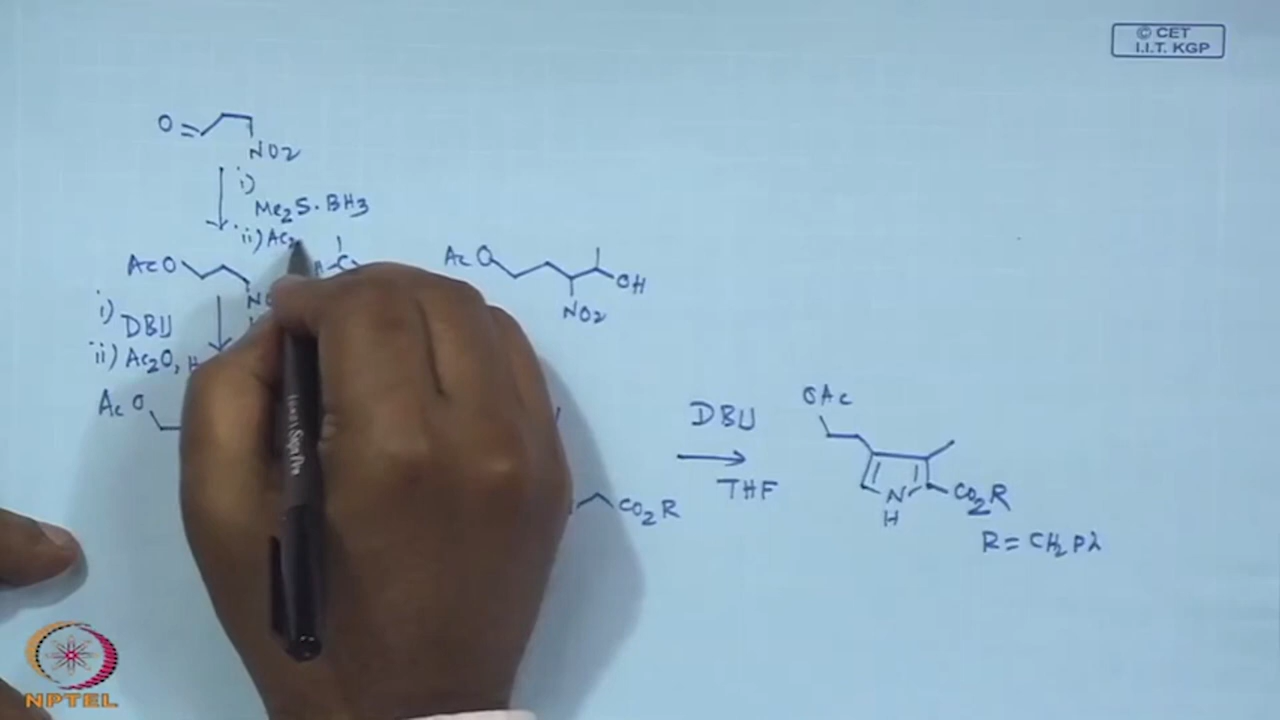 © CET
I.I.T. KGP
O
NO2
i)
Me2S·BH3
ii) Ac2
AcO
AcO
OH
NO2
i)
DBU
ii) Ac2O,
AcO
CO2R
DBU
THF
OAc
N
H
CO2R
R = CH2Ph
NPTEL